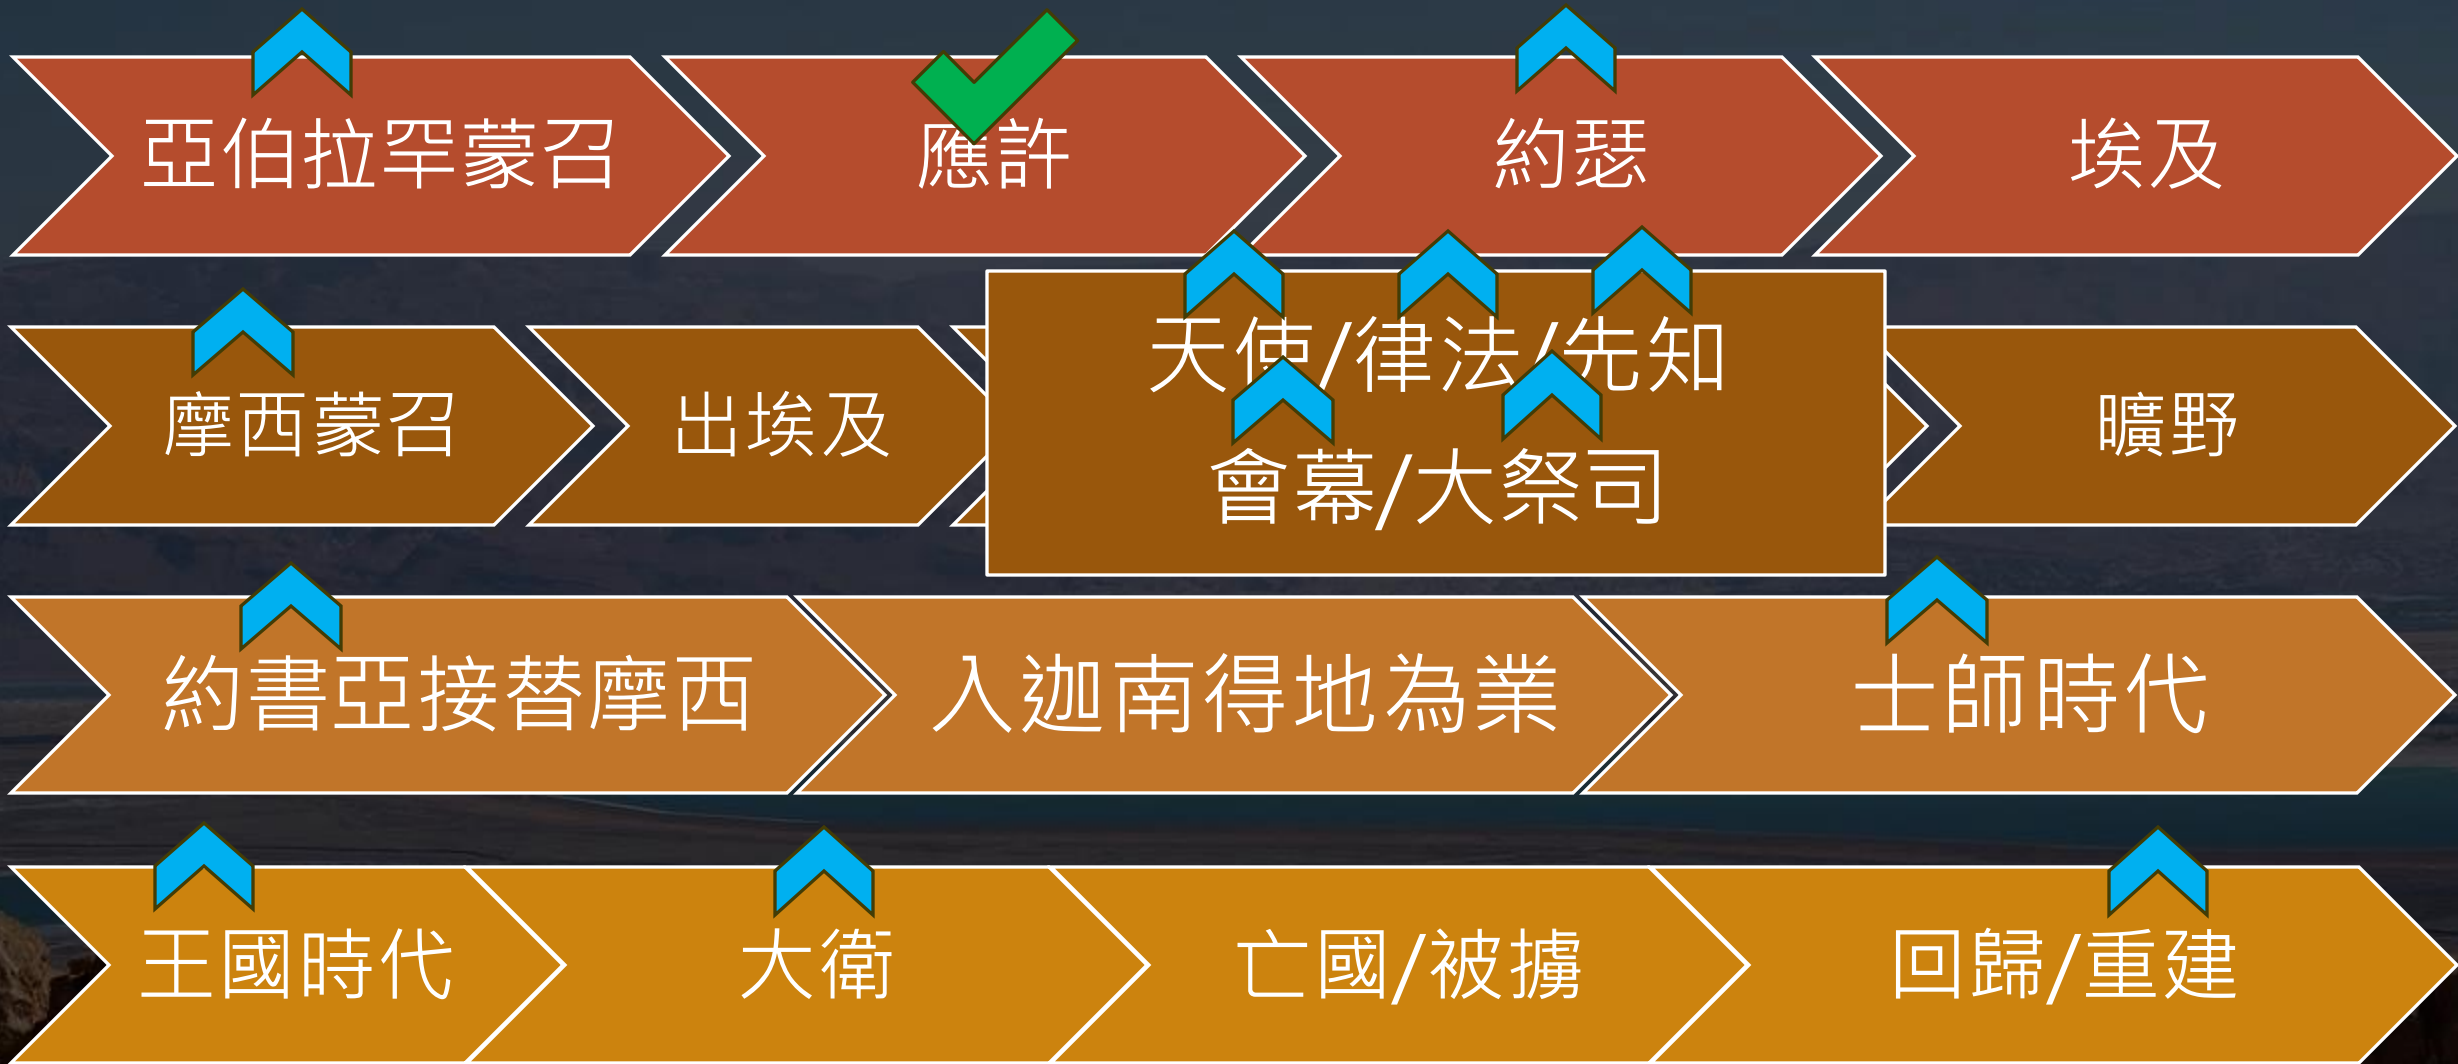 亞伯拉罕蒙召
應許
約瑟
埃及
摩西蒙召
出埃及
天使/律法/先知
會幕/大祭司
曠野
約書亞接替摩西
入迦南得地為業
士師時代
王國時代
大衛
亡國/被擄
回歸/重建